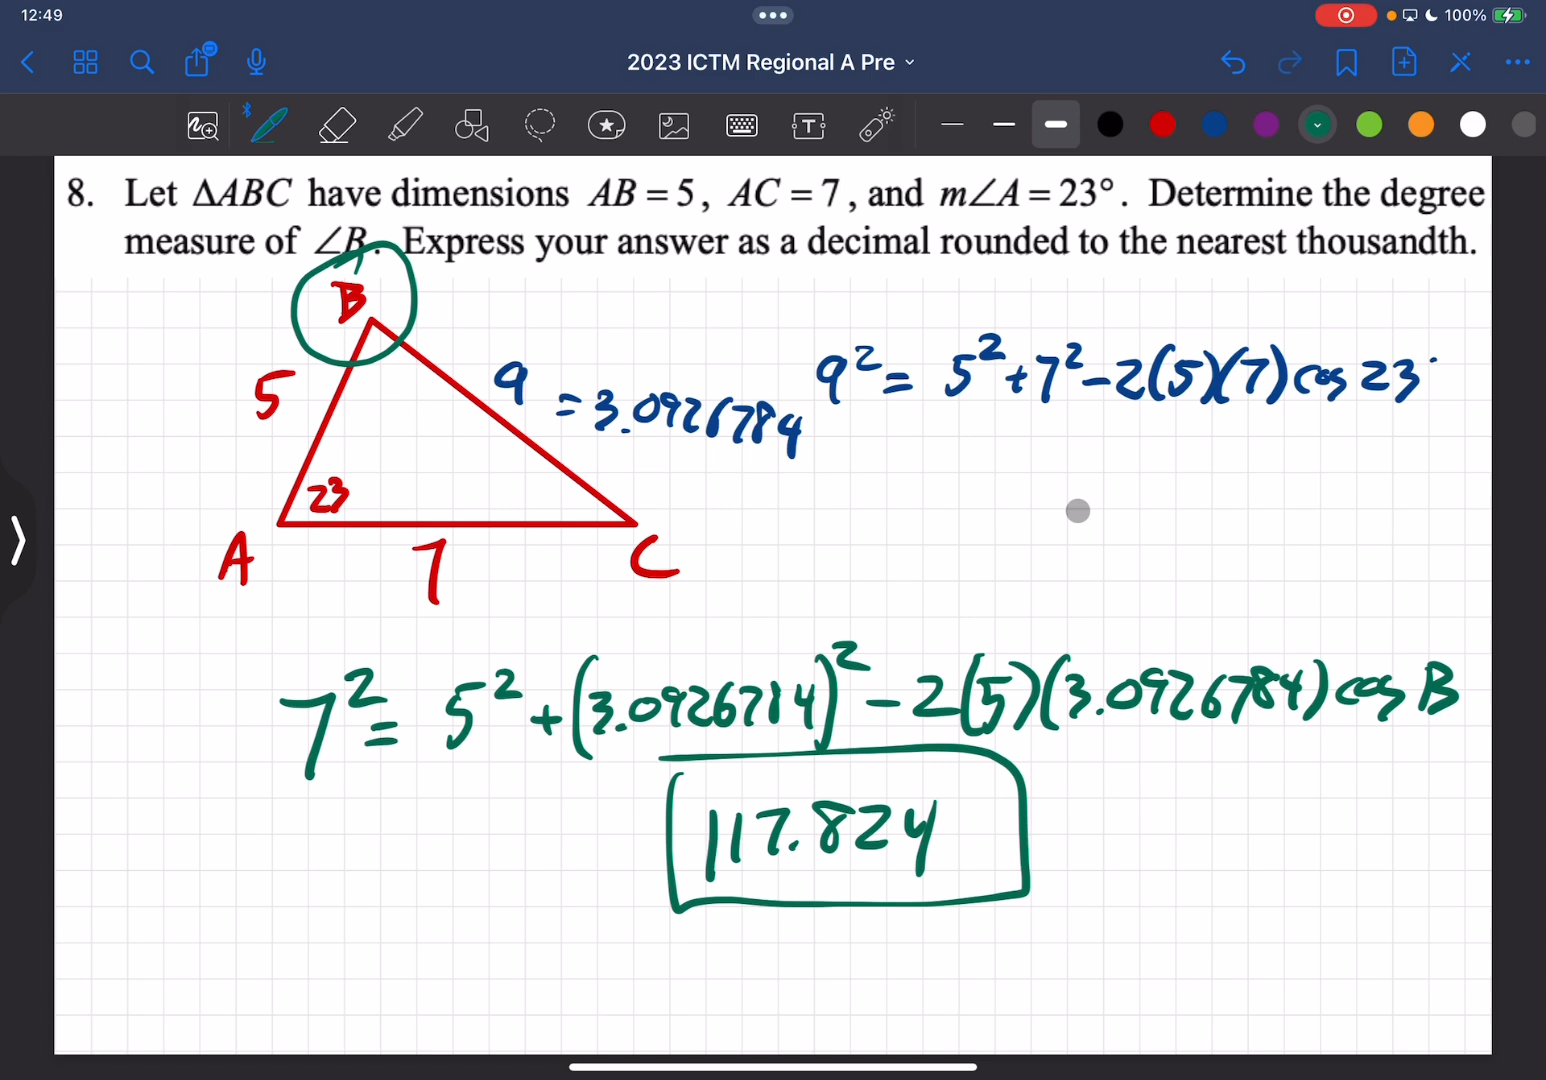 12:49
100%
2023 ICTM Regional A Pre
T
8. Let ΔABC have dimensions AB = 5, AC = 7, and m∠A = 23°. Determine the degree
measure of ∠B. Express your answer as a decimal rounded to the nearest thousandth.
B
5
9
= 3.0926784
9² = 5² + 7² - 2(5)(7) cos 23°
23
A
7
C
7² = 5² + (3.0926784)² - 2(5)(3.0926784) cos B
117.824